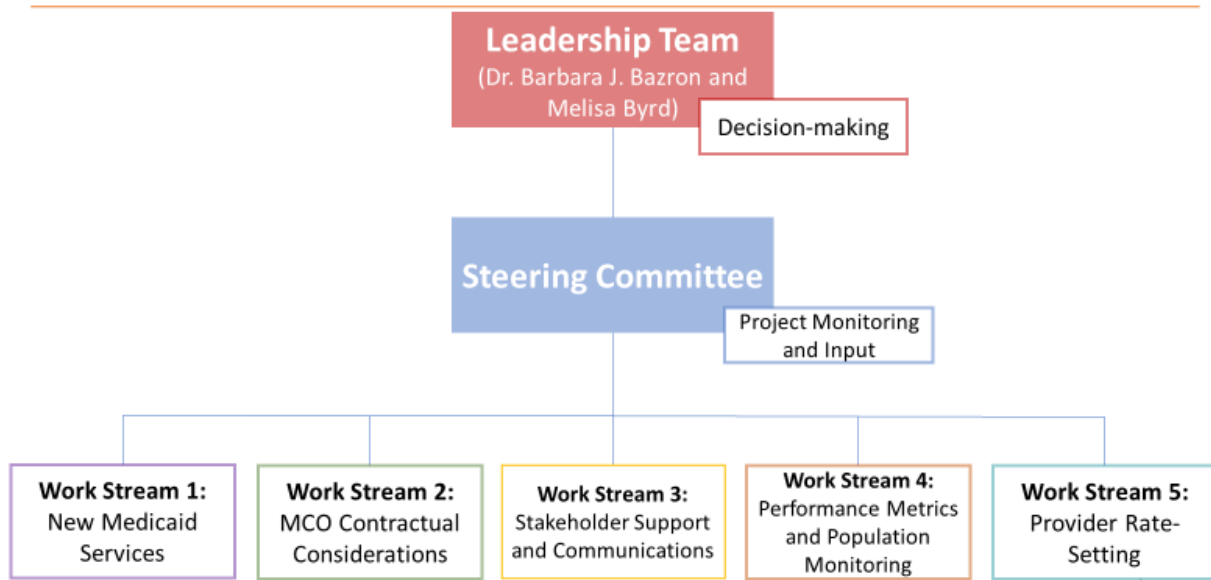 Leadership Team
(Dr. Barbara J. Bazron and
Melisa Byrd)
Decision-making
Steering Committee
Project Monitoring
and Input
Work Stream 1:
New Medicaid
Services
Work Stream 2:
MCO Contractual
Considerations
Work Stream 3:
Stakeholder Support
and Communications
Work Stream 4:
Performance Metrics
and Population
Monitoring
Work Stream 5:
Provider Rate-
Setting